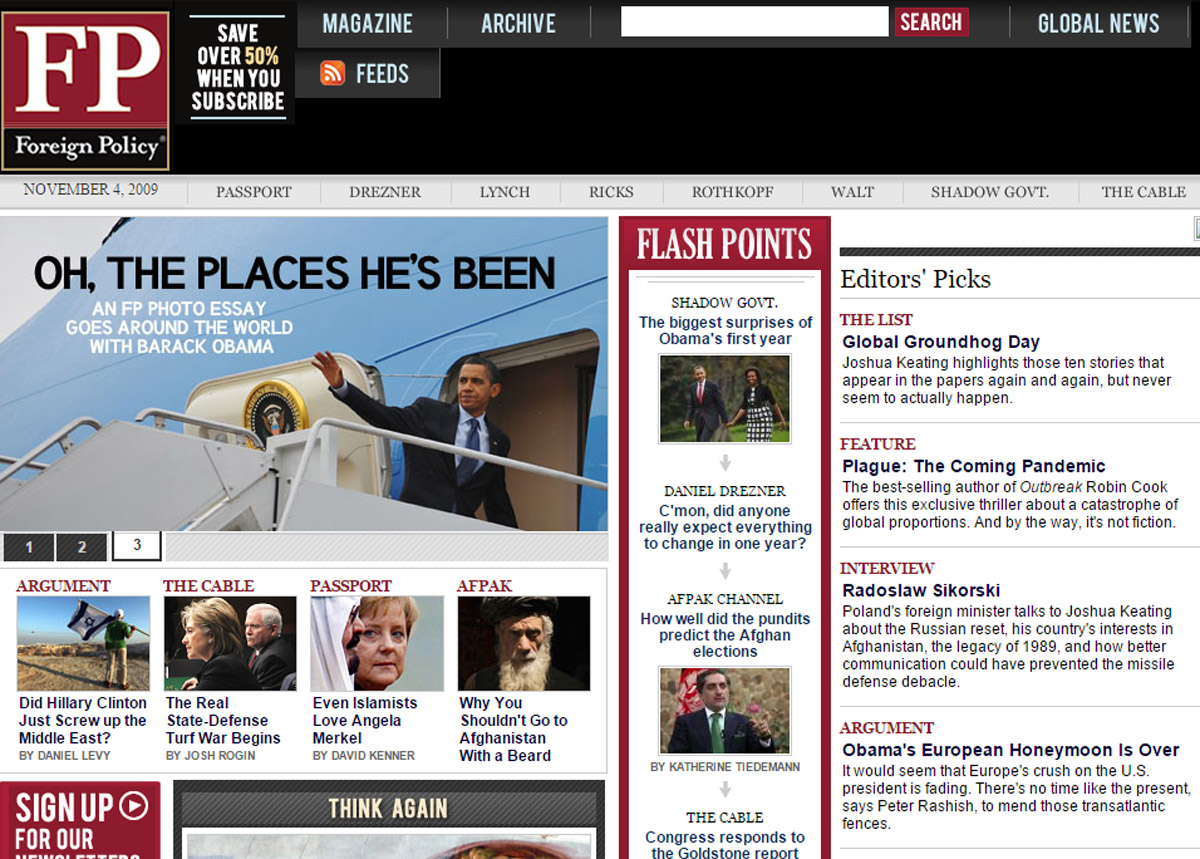 FP
Foreign Policy®
SAVE
OVER 50%
WHEN YOU
SUBSCRIBE
MAGAZINE
ARCHIVE
SEARCH
GLOBAL NEWS
FEEDS
NOVEMBER 4, 2009
PASSPORT
DREZNER
LYNCH
RICKS
ROTHKOPF
WALT
SHADOW GOVT.
THE CABLE
OH, THE PLACES HE'S BEEN
AN FP PHOTO ESSAY
GOES AROUND THE WORLD
WITH BARACK OBAMA
1
2
3
ARGUMENT
Did Hillary Clinton
Just Screw up the
Middle East?
BY DANIEL LEVY
THE CABLE
The Real
State-Defense
Turf War Begins
BY JOSH ROGIN
PASSPORT
Even Islamists
Love Angela
Merkel
BY DAVID KENNER
AFPAK
Why You
Shouldn't Go to
Afghanistan
With a Beard
SIGN UP
FOR OUR
NEWSLETTERS
THINK AGAIN
FLASH POINTS
SHADOW GOVT.
The biggest surprises of
Obama's first year
DANIEL DREZNER
C'mon, did anyone
really expect everything
to change in one year?
AFPAK CHANNEL
How well did the pundits
predict the Afghan
elections
BY KATHERINE TIEDEMANN
THE CABLE
Congress responds to
the Goldstone report
Editors' Picks
THE LIST
Global Groundhog Day
Joshua Keating highlights those ten stories that
appear in the papers again and again, but never
seem to actually happen.
FEATURE
Plague: The Coming Pandemic
The best-selling author of Outbreak Robin Cook
offers this exclusive thriller about a catastrophe of
global proportions. And by the way, it's not fiction.
INTERVIEW
Radoslaw Sikorski
Poland's foreign minister talks to Joshua Keating
about the Russian reset, his country's interests in
Afghanistan, the legacy of 1989, and how better
communication could have prevented the missile
defense debacle.
ARGUMENT
Obama's European Honeymoon Is Over
It would seem that Europe's crush on the U.S.
president is fading. There's no time like the present,
says Peter Rashish, to mend those transatlantic
fences.